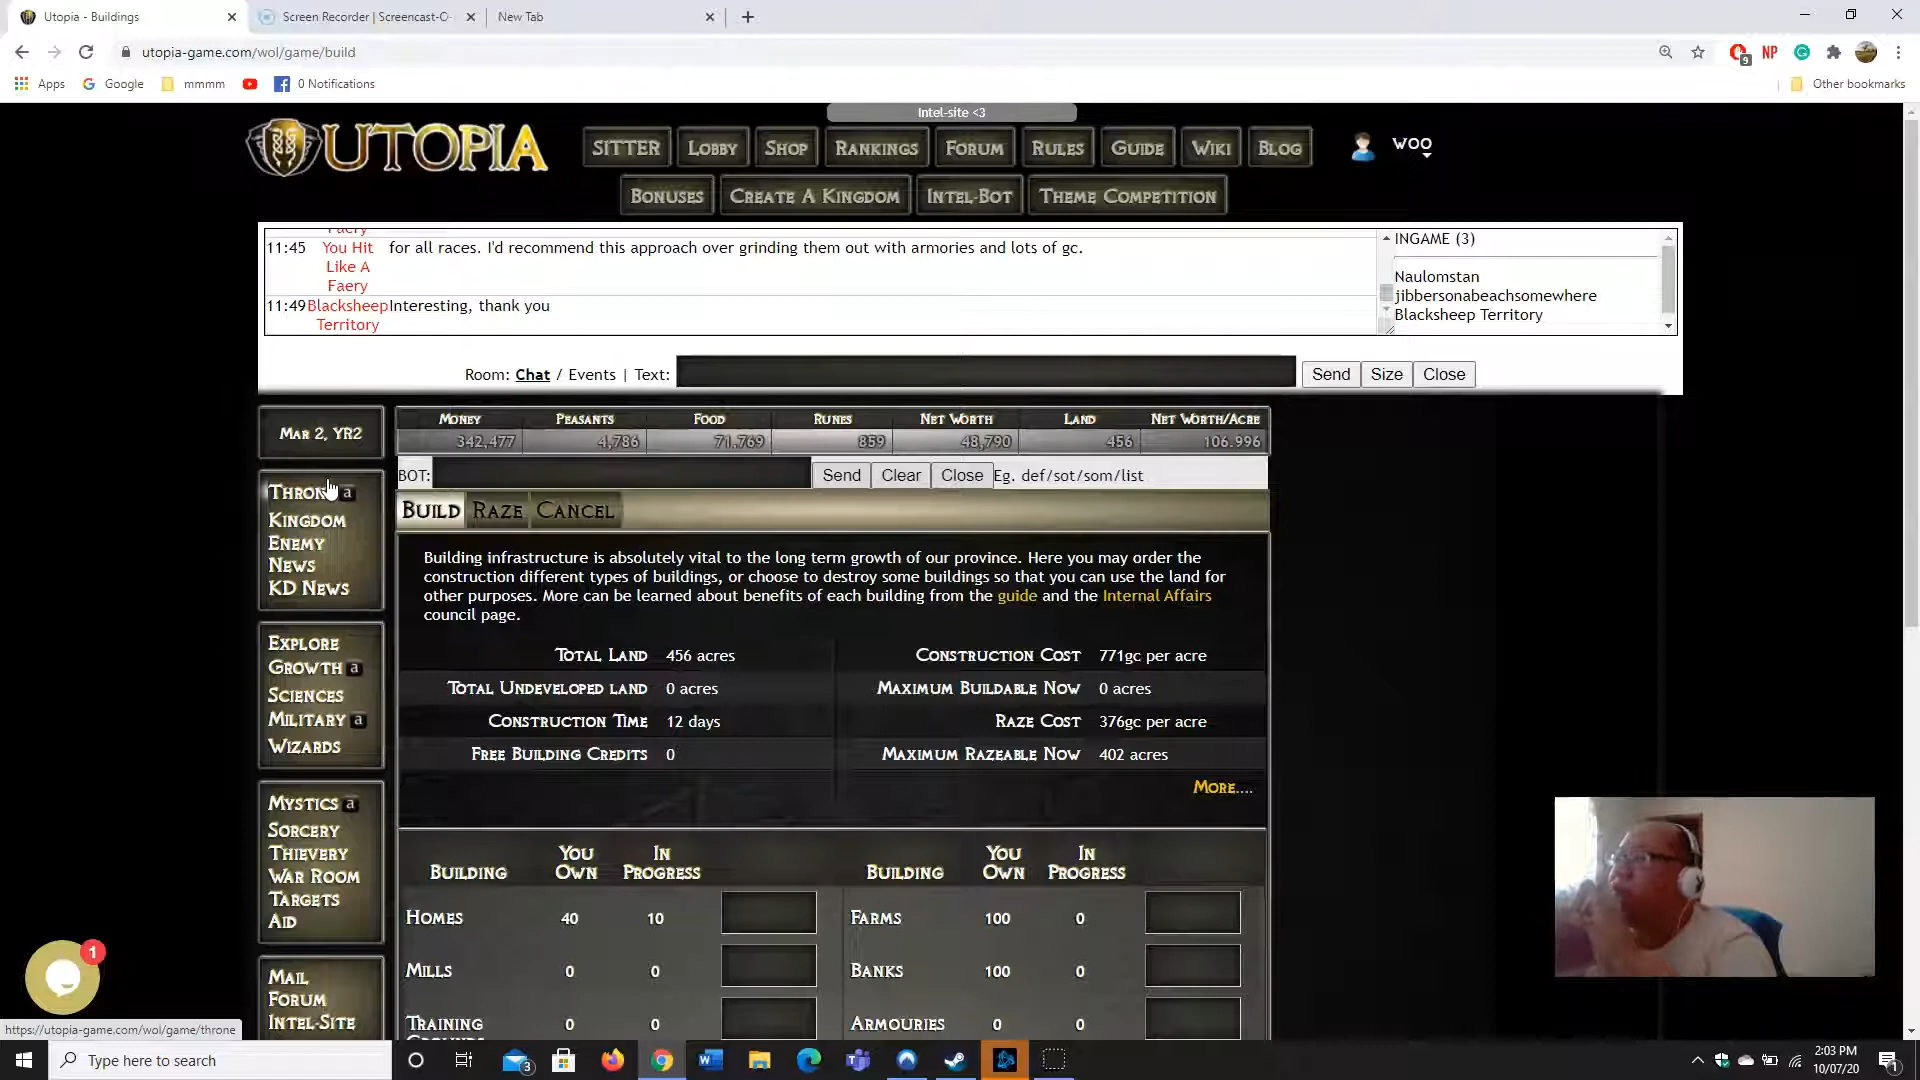 Utopia - Buildings
Screen Recorder | Screencast-O-
New Tab
utopia-game.com/wol/game/build
9
NP
Apps
Google
mmmm
0 Notifications
Other bookmarks
Intel-site <3
UTOPIA
SITTER
LOBBY
SHOP
RANKINGS
FORUM
RULES
GUIDE
WIKI
BLOG
WOO
BONUSES
CREATE A KINGDOM
INTEL-BOT
THEME COMPETITION
Faery
11:45 You Hit Like A Faery for all races. I'd recommend this approach over grinding them out with armories and lots of gc.
11:49 Blacksheep Territory Interesting, thank you
INGAME (3)
Naulomstan
jibbersonabeachsomewhere
Blacksheep Territory
Room: Chat / Events | Text:
Send
Size
Close
MAR 2, YR2
MONEY PEASANTS FOOD RUNES NET WORTH LAND NET WORTH/ACRE
342,477 4,786 71,769 859 48,790 456 106.996
BOT:
Send
Clear
Close
Eg. def/sot/som/list
THRONE a
KINGDOM
ENEMY
NEWS
KD NEWS
EXPLORE
GROWTH a
SCIENCES
MILITARY a
WIZARDS
MYSTICS a
SORCERY
THIEVERY
WAR ROOM
TARGETS
AID
MAIL
FORUM
INTEL-SITE
BUILD RAZE CANCEL
Building infrastructure is absolutely vital to the long term growth of our province. Here you may order the
construction different types of buildings, or choose to destroy some buildings so that you can use the land for
other purposes. More can be learned about benefits of each building from the guide and the Internal Affairs
council page.
TOTAL LAND 456 acres CONSTRUCTION COST 771gc per acre
TOTAL UNDEVELOPED LAND 0 acres MAXIMUM BUILDABLE NOW 0 acres
CONSTRUCTION TIME 12 days RAZE COST 376gc per acre
FREE BUILDING CREDITS 0 MAXIMUM RAZEABLE NOW 402 acres
MORE....
BUILDING YOU OWN IN PROGRESS BUILDING YOU OWN IN PROGRESS
HOMES 40 10 FARMS 100 0
MILLS 0 0 BANKS 100 0
TRAINING 0 0 ARMOURIES 0 0
1
https://utopia-game.com/wol/game/throne
Type here to search
3
2:03 PM
10/07/20
1